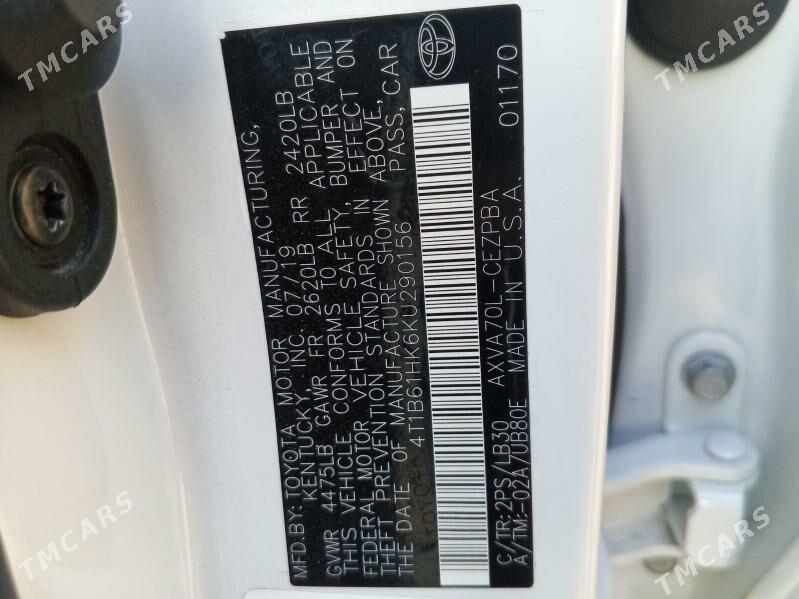 MFD. BY: TOYOTA MOTOR MANUFACTURING,
KENTUCKY, INC. 07/19
GVWR 4475LB GAWR FR 2620LB RR 2420LB
THIS VEHICLE CONFORMS TO ALL APPLICABLE
FEDERAL MOTOR VEHICLE SAFETY, BUMPER AND
THEFT PREVENTION STANDARDS IN EFFECT ON
THE DATE OF MANUFACTURE SHOWN ABOVE,
4T1B61HK6KU290156 PASS, CAR
C/TR:2PS/LB30 AXVA70L-CEZPBA
A/TM:-02A/UB80E MADE IN U.S.A. 01170
TMCARS
TMCARS
TMCARS
TMCARS
TMCARS